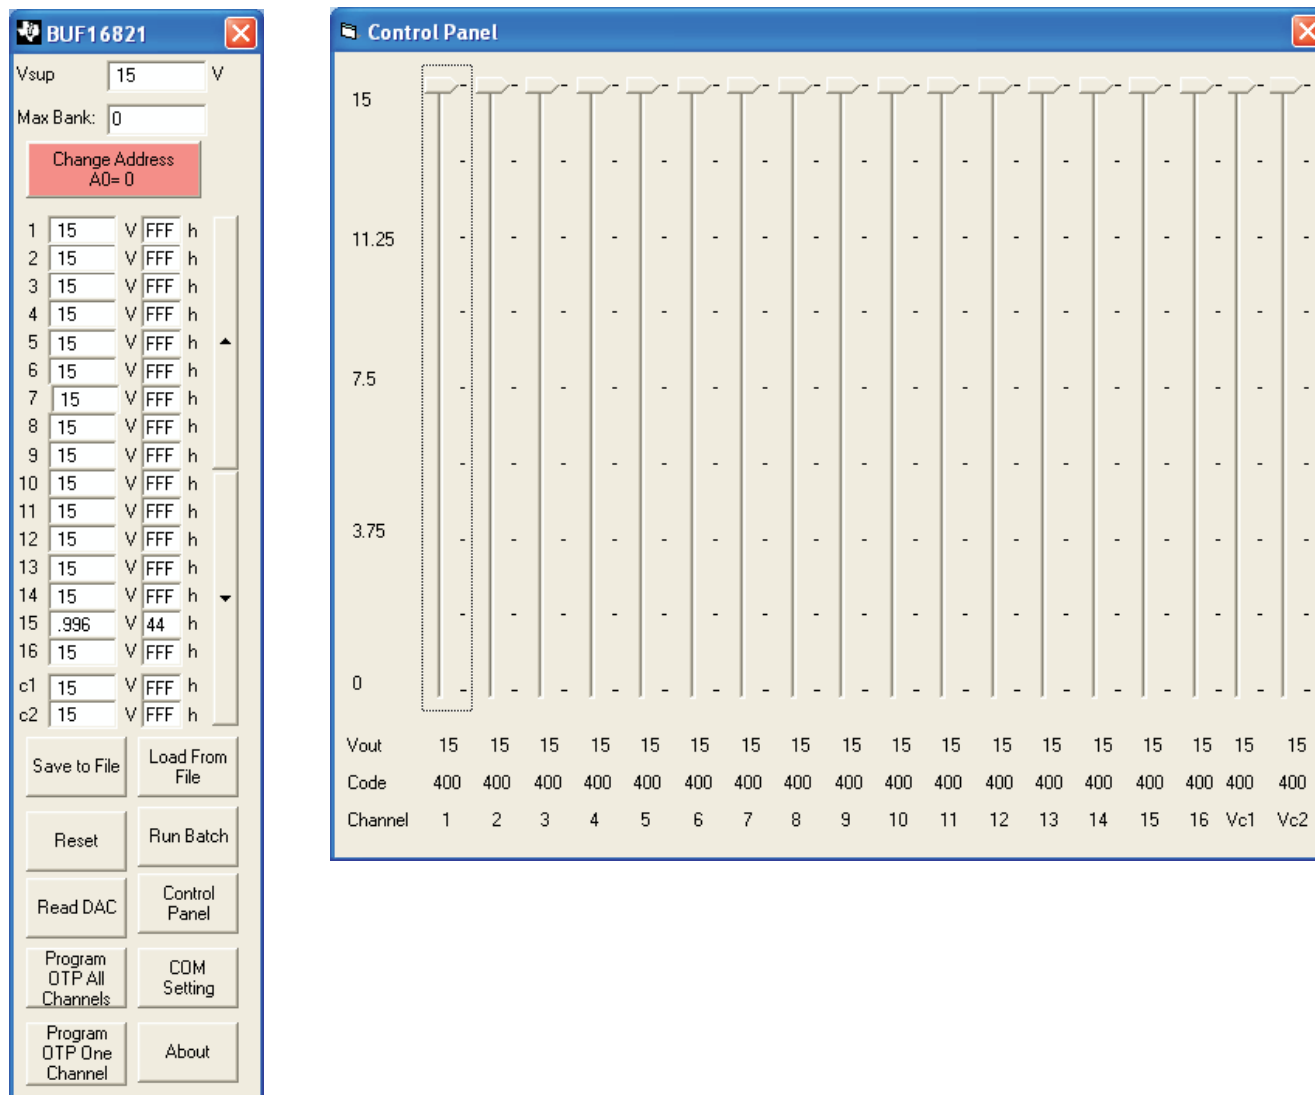 BUF16821
Vsup 15 V
Max Bank: 0
Change Address
A0= 0
1 15 V FFF h
2 15 V FFF h
3 15 V FFF h
4 15 V FFF h
5 15 V FFF h
6 15 V FFF h
7 15 V FFF h
8 15 V FFF h
9 15 V FFF h
10 15 V FFF h
11 15 V FFF h
12 15 V FFF h
13 15 V FFF h
14 15 V FFF h
15 .996 V 44 h
16 15 V FFF h
c1 15 V FFF h
c2 15 V FFF h
Save to File
Load From
File
Reset
Run Batch
Read DAC
Control
Panel
Program
OTP All
Channels
COM
Setting
Program
OTP One
Channel
About
Control Panel
15
11.25
7.5
3.75
0
Vout 15 15 15 15 15 15 15 15 15 15 15 15 15 15 15 15 15 15
Code 400 400 400 400 400 400 400 400 400 400 400 400 400 400 400 400 400 400
Channel 1 2 3 4 5 6 7 8 9 10 11 12 13 14 15 16 Vc1 Vc2